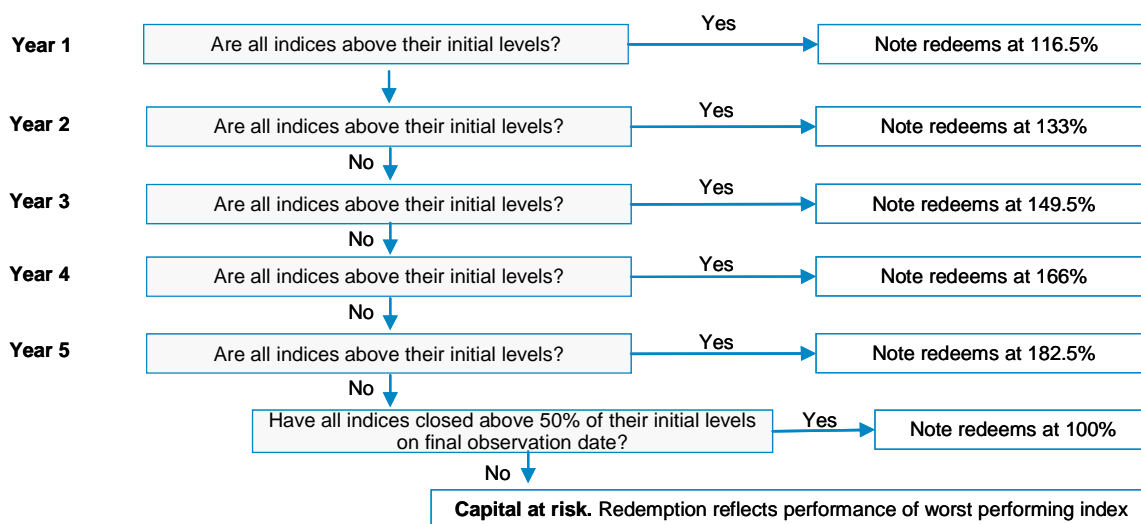 Year 1
Are all indices above their initial levels?
Yes
Note redeems at 116.5%
Year 2
Are all indices above their initial levels?
Yes
Note redeems at 133%
No
Year 3
Are all indices above their initial levels?
Yes
Note redeems at 149.5%
No
Year 4
Are all indices above their initial levels?
Yes
Note redeems at 166%
No
Year 5
Are all indices above their initial levels?
Yes
Note redeems at 182.5%
No
Have all indices closed above 50% of their initial levels
on final observation date?
Yes
Note redeems at 100%
No
Capital at risk. Redemption reflects performance of worst performing index